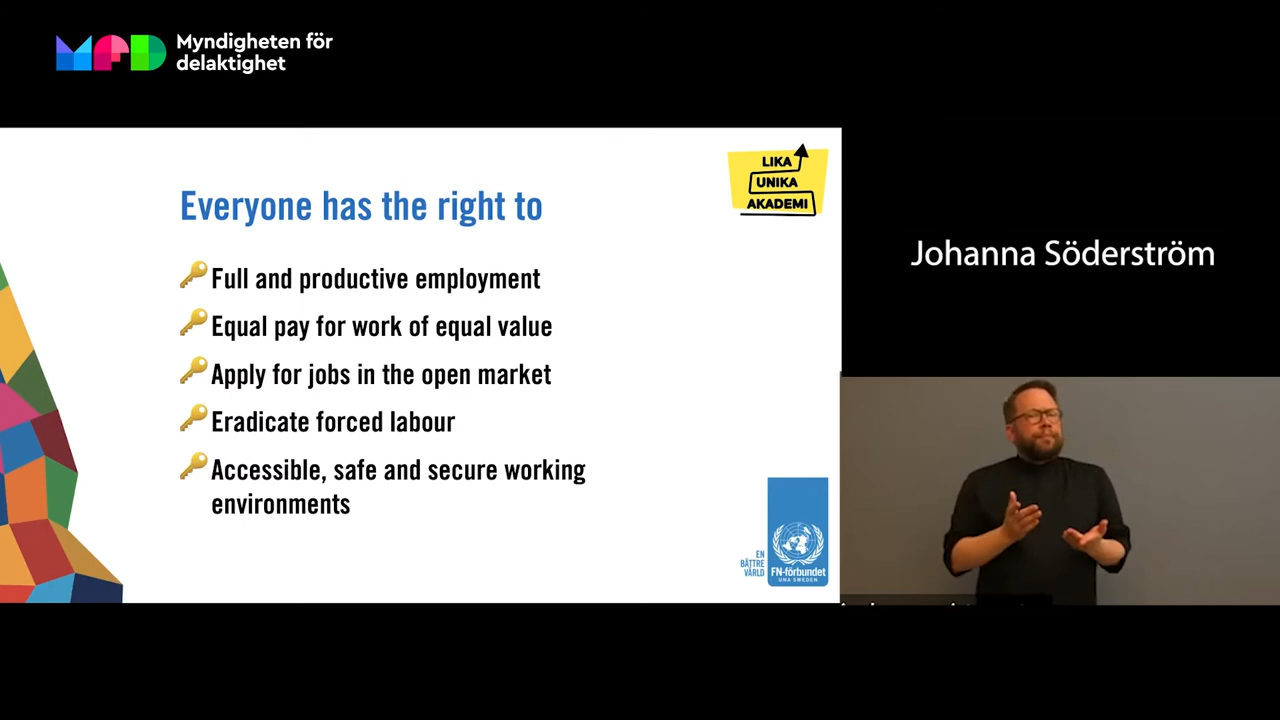 MFD
Myndigheten för
delaktighet
LIKA
UNIKA
AKADEMI
Everyone has the right to
Full and productive employment
Equal pay for work of equal value
Apply for jobs in the open market
Eradicate forced labour
Accessible, safe and secure working
environments
EN
BÄTTRE
VÄRLD
FN-förbundet
UNA SWEDEN
Johanna Söderström